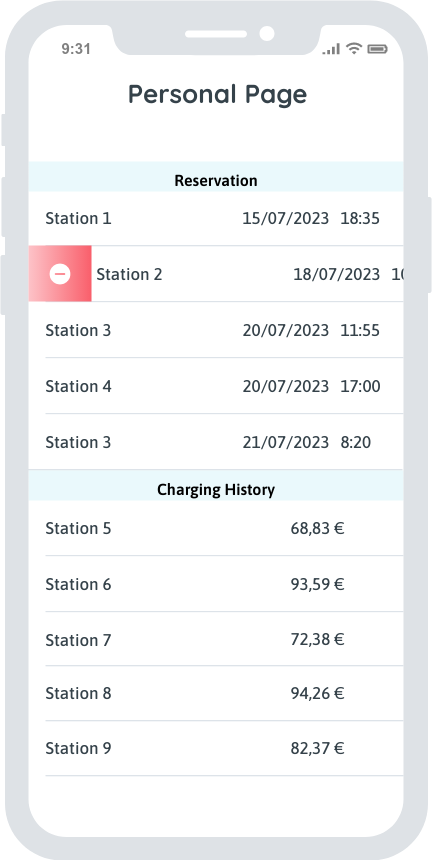 9:31
Personal Page
Reservation
Station 1 15/07/2023 18:35
Station 2 18/07/2023
Station 3 20/07/2023 11:55
Station 4 20/07/2023 17:00
Station 3 21/07/2023 8:20
Charging History
Station 5 68,83 €
Station 6 93,59 €
Station 7 72,38 €
Station 8 94,26 €
Station 9 82,37 €